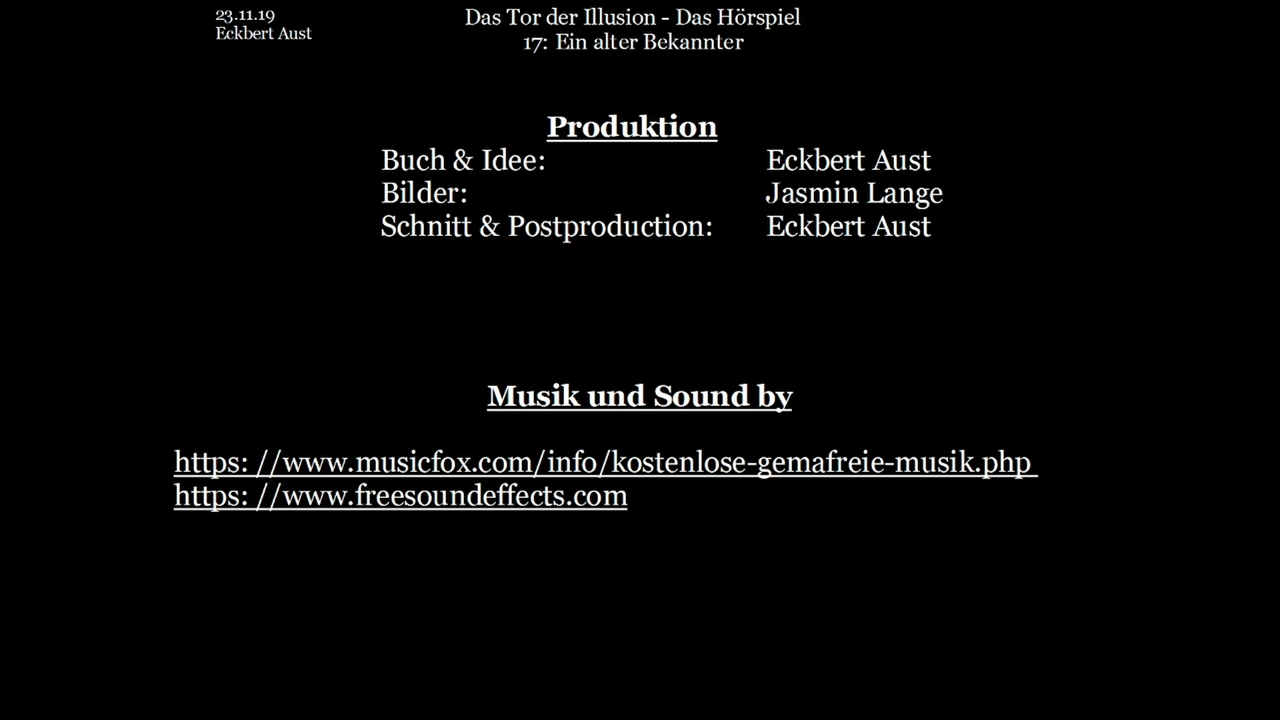 23.11.19
Eckbert Aust
Das Tor der Illusion - Das Hörspiel
17: Ein alter Bekannter
Produktion
Buch & Idee: Eckbert Aust
Bilder: Jasmin Lange
Schnitt & Postproduction: Eckbert Aust
Musik und Sound by
https: //www.musicfox.com/info/kostenlose-gemafreie-musik.php
https: //www.freesoundeffects.com